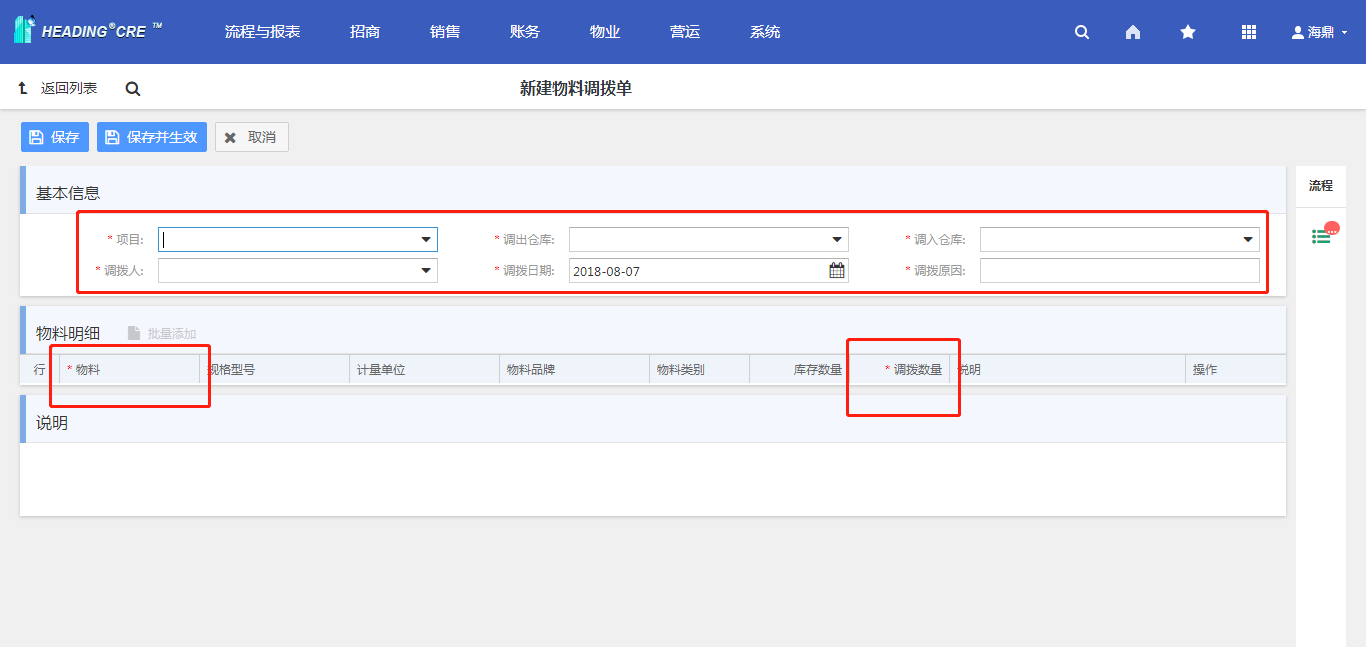 HEADING®CRE ™ 流程与报表 招商 销售 账务 物业 营运 系统 海鼎
返回列表 新建物料调拨单
保存 保存并生效 取消
基本信息 流程
* 项目: * 调出仓库: * 调入仓库:
* 调拨人: * 调拨日期: 2018-08-07 * 调拨原因:
物料明细 批量添加
行 * 物料 规格型号 计量单位 物料品牌 物料类别 库存数量 * 调拨数量 说明 操作
说明